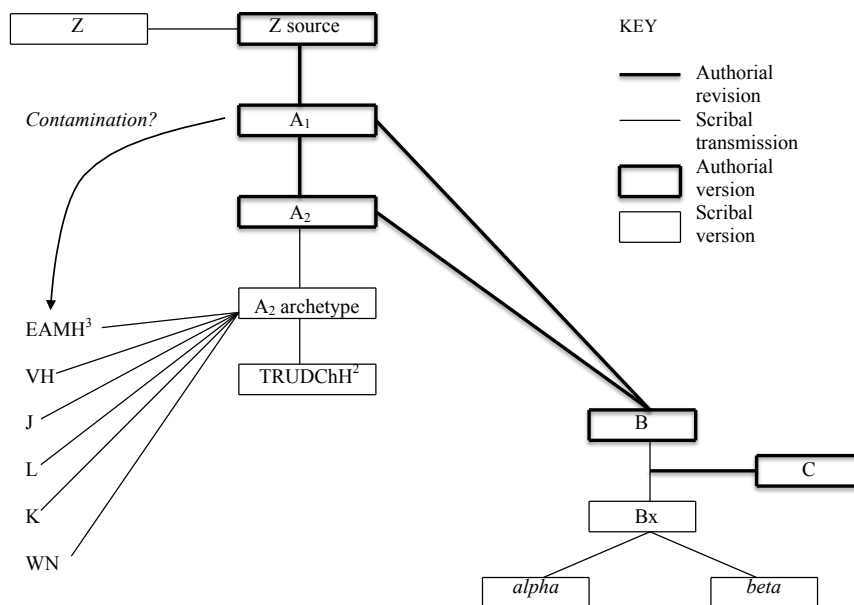 Z
Z source
KEY
Authorial
revision
Scribal
transmission
Authorial
version
Scribal
version
Contamination?
A₁
A₂
A₂ archetype
EAMH³
VH
TRUDChH²
J
L
K
WN
B
C
Bx
alpha
beta